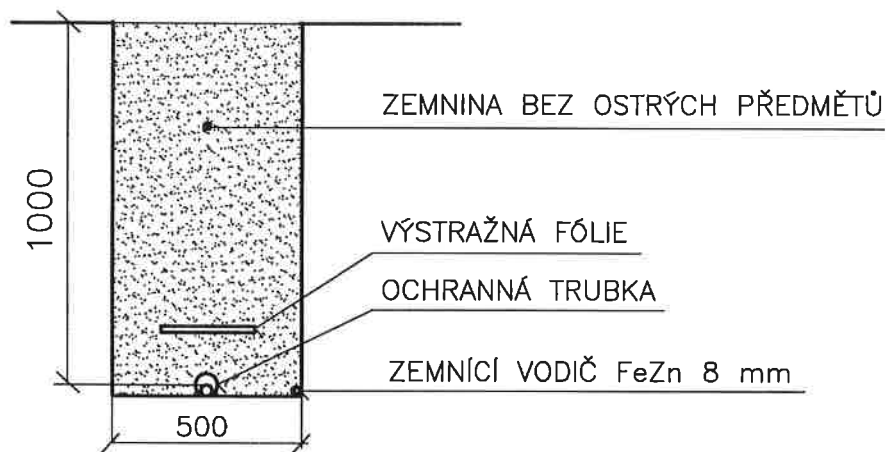 ZEMNINA BEZ OSTRÝCH PŘEDMĚTŮ
1000
VÝSTRAŽNÁ FÓLIE
OCHRANNÁ TRUBKA
ZEMNÍCÍ VODIČ FeZn 8 mm
500